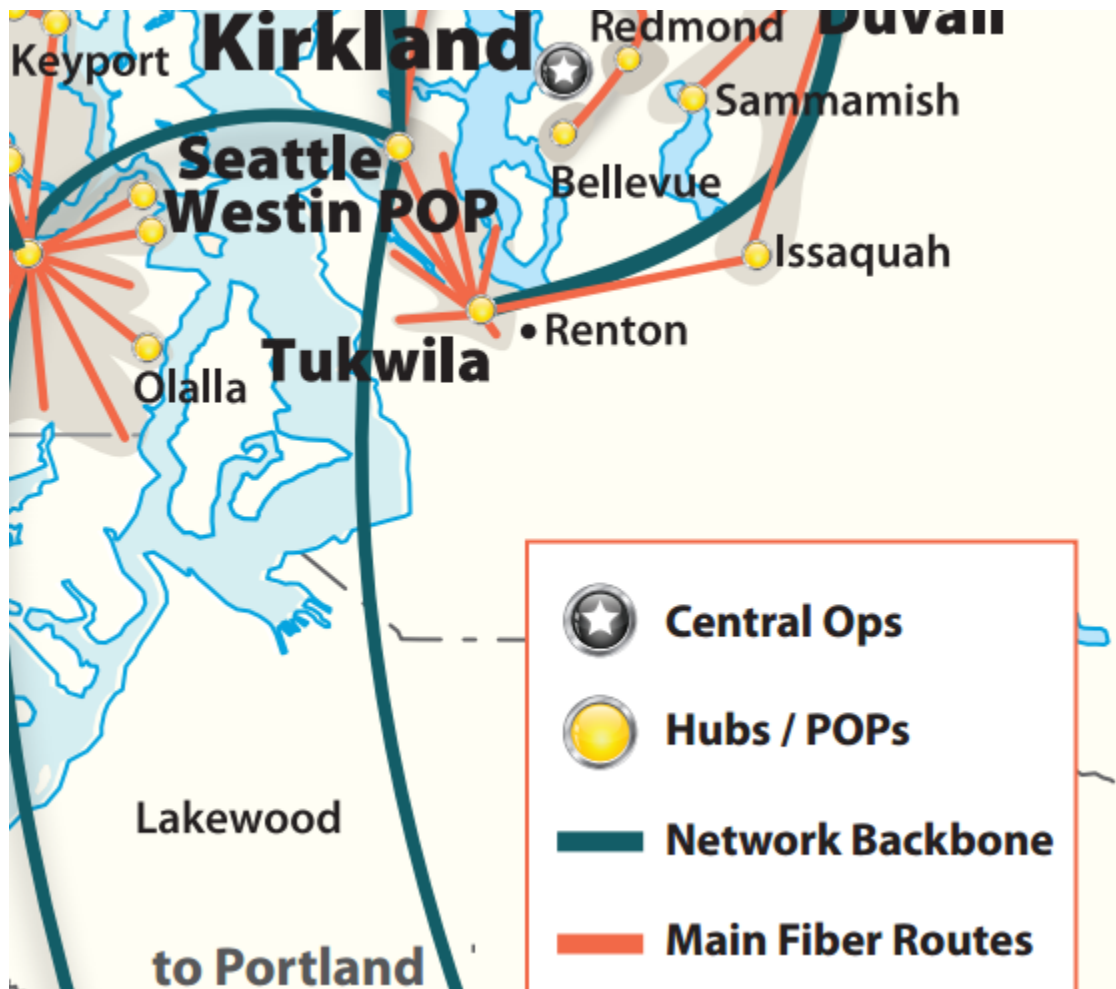 Duvall
Redmond
Kirkland
Keyport
Sammamish
Seattle
Westin POP
Bellevue
Issaquah
Renton
Tukwila
Olalla
Central Ops
Hubs / POPs
Lakewood
Network Backbone
Main Fiber Routes
to Portland